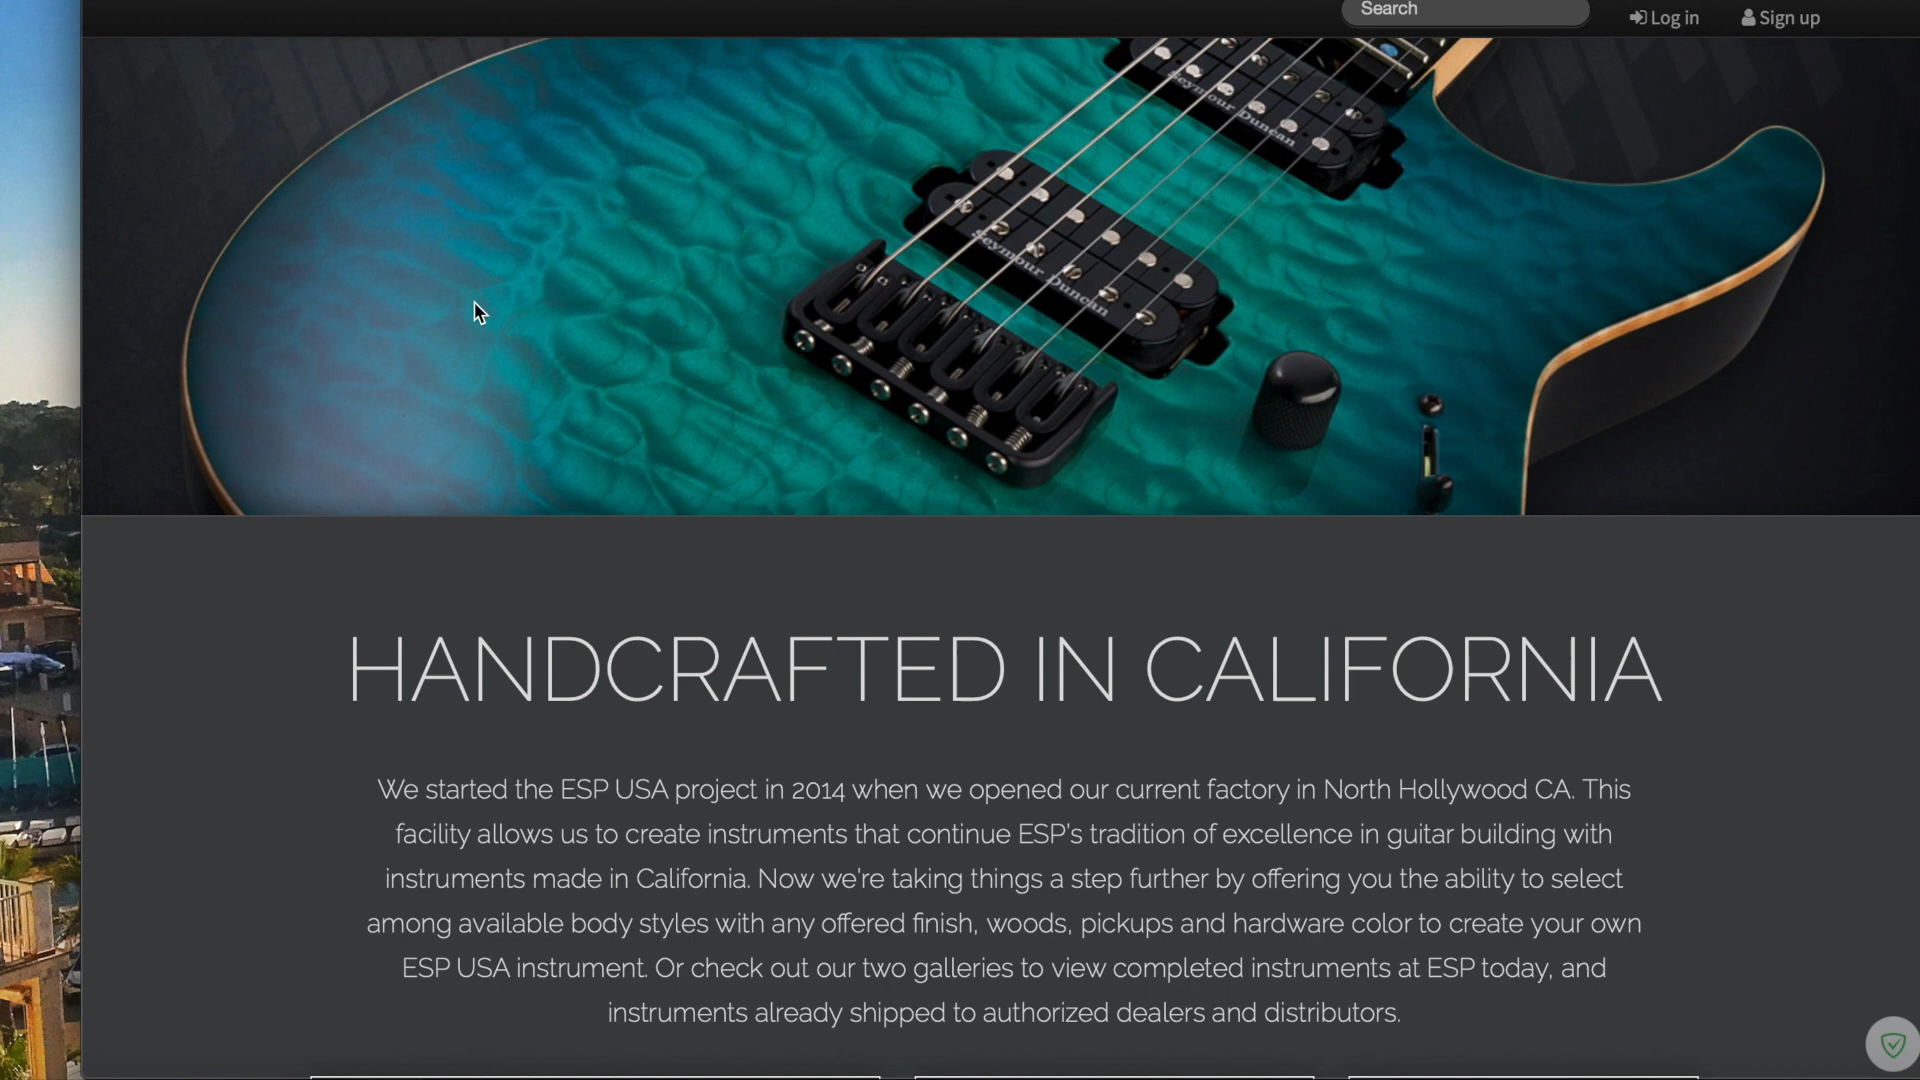 Search
Log in
Sign up
Seymour Duncan
Seymour Duncan
HANDCRAFTED IN CALIFORNIA
We started the ESP USA project in 2014 when we opened our current factory in North Hollywood CA. This
facility allows us to create instruments that continue ESP's tradition of excellence in guitar building with
instruments made in California. Now we're taking things a step further by offering you the ability to select
among available body styles with any offered finish, woods, pickups and hardware color to create your own
ESP USA instrument. Or check out our two galleries to view completed instruments at ESP today, and
instruments already shipped to authorized dealers and distributors.